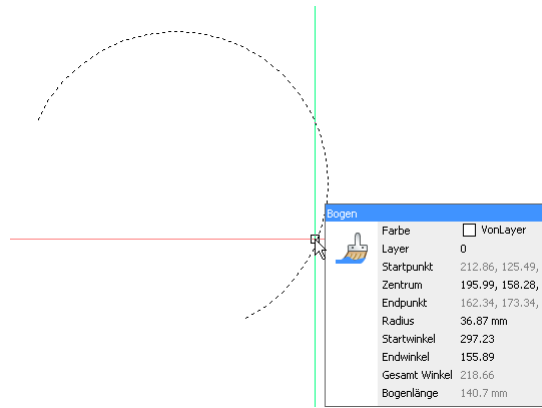 Bogen
Farbe VonLayer
Layer 0
Startpunkt 212.86, 125.49,
Zentrum 195.99, 158.28,
Endpunkt 162.34, 173.34,
Radius 36.87 mm
Startwinkel 297.23
Endwinkel 155.89
Gesamt Winkel 218.66
Bogenlänge 140.7 mm